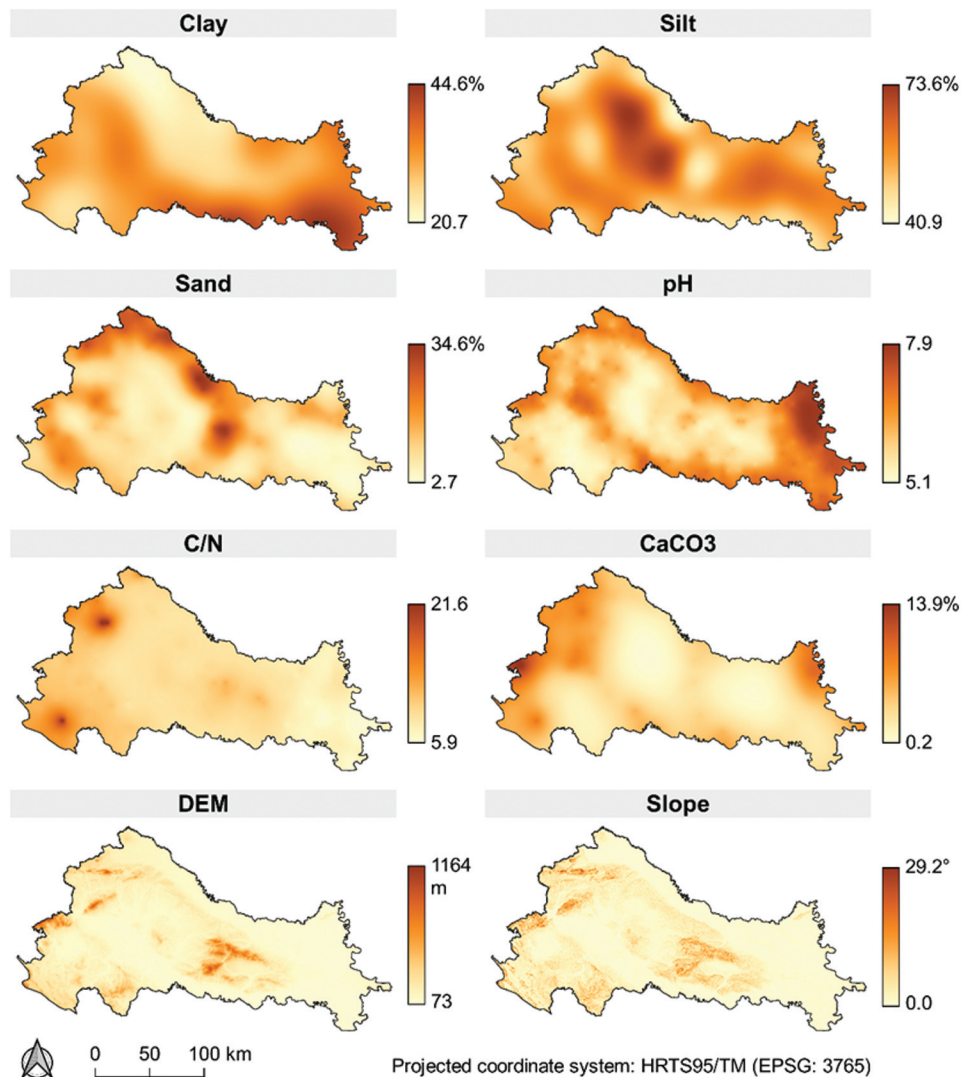 Clay
44.6%
20.7
Silt
73.6%
40.9
Sand
34.6%
2.7
pH
7.9
5.1
C/N
21.6
5.9
CaCO3
13.9%
0.2
DEM
1164
m
73
Slope
29.2°
0.0
0 50 100 km
Projected coordinate system: HRTS95/TM (EPSG: 3765)